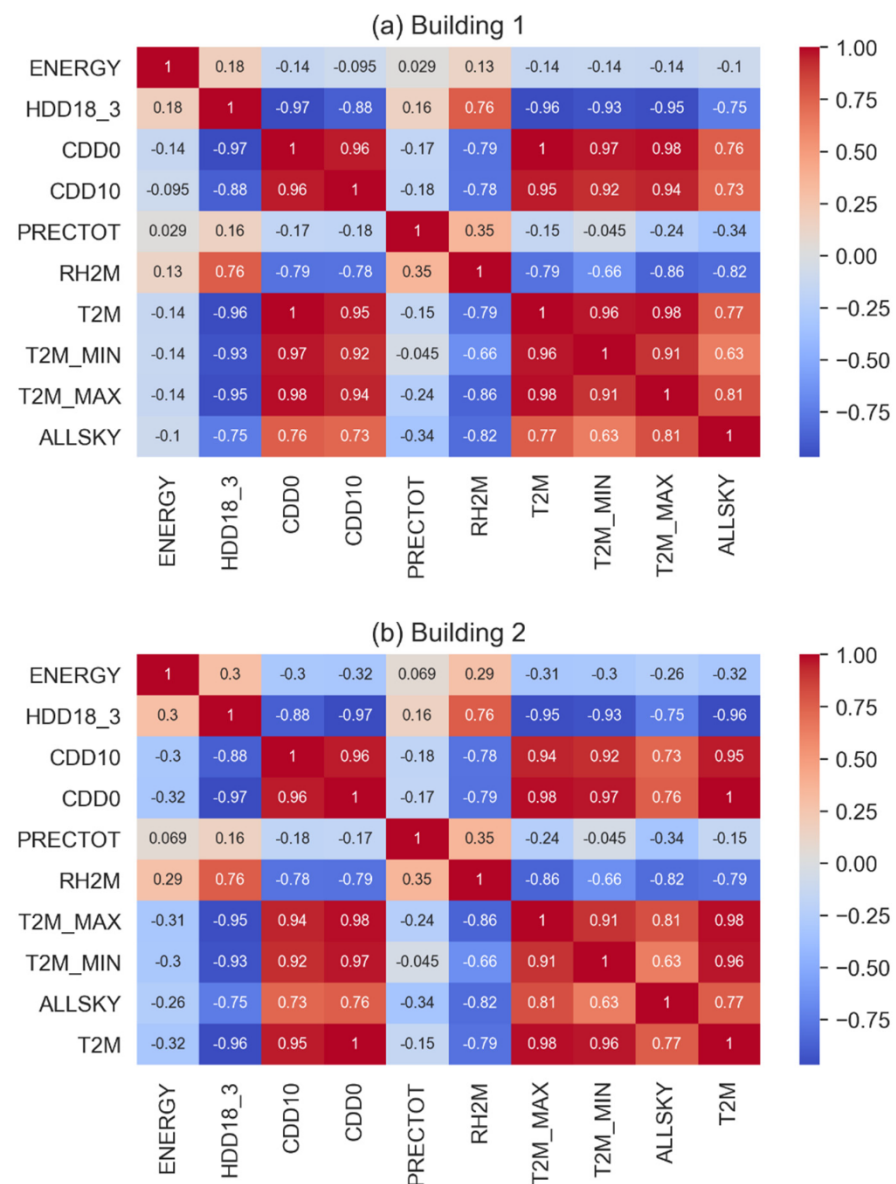 (a) Building 1
ENERGY 1 0.18 -0.14 -0.095 0.029 0.13 -0.14 -0.14 -0.14 -0.1
HDD18_3 0.18 1 -0.97 -0.88 0.16 0.76 -0.96 -0.93 -0.95 -0.75
CDD0 -0.14 -0.97 1 0.96 -0.17 -0.79 1 0.97 0.98 0.76
CDD10 -0.095 -0.88 0.96 1 -0.18 -0.78 0.95 0.92 0.94 0.73
PRECTOT 0.029 0.16 -0.17 -0.18 1 0.35 -0.15 -0.045 -0.24 -0.34
RH2M 0.13 0.76 -0.79 -0.78 0.35 1 -0.79 -0.66 -0.86 -0.82
T2M -0.14 -0.96 1 0.95 -0.15 -0.79 1 0.96 0.98 0.77
T2M_MIN -0.14 -0.93 0.97 0.92 -0.045 -0.66 0.96 1 0.91 0.63
T2M_MAX -0.14 -0.95 0.98 0.94 -0.24 -0.86 0.98 0.91 1 0.81
ALLSKY -0.1 -0.75 0.76 0.73 -0.34 -0.82 0.77 0.63 0.81 1
ENERGY HDD18_3 CDD0 CDD10 PRECTOT RH2M T2M T2M_MIN T2M_MAX ALLSKY
1.00
0.75
0.50
0.25
0.00
−0.25
−0.50
−0.75
(b) Building 2
ENERGY 1 0.3 -0.3 -0.32 0.069 0.29 -0.31 -0.3 -0.26 -0.32
HDD18_3 0.3 1 -0.88 -0.97 0.16 0.76 -0.95 -0.93 -0.75 -0.96
CDD10 -0.3 -0.88 1 0.96 -0.18 -0.78 0.94 0.92 0.73 0.95
CDD0 -0.32 -0.97 0.96 1 -0.17 -0.79 0.98 0.97 0.76 1
PRECTOT 0.069 0.16 -0.18 -0.17 1 0.35 -0.24 -0.045 -0.34 -0.15
RH2M 0.29 0.76 -0.78 -0.79 0.35 1 -0.86 -0.66 -0.82 -0.79
T2M_MAX -0.31 -0.95 0.94 0.98 -0.24 -0.86 1 0.91 0.81 0.98
T2M_MIN -0.3 -0.93 0.92 0.97 -0.045 -0.66 0.91 1 0.63 0.96
ALLSKY -0.26 -0.75 0.73 0.76 -0.34 -0.82 0.81 0.63 1 0.77
T2M -0.32 -0.96 0.95 1 -0.15 -0.79 0.98 0.96 0.77 1
ENERGY HDD18_3 CDD10 CDD0 PRECTOT RH2M T2M_MAX T2M_MIN ALLSKY T2M
1.00
0.75
0.50
0.25
0.00
−0.25
−0.50
−0.75